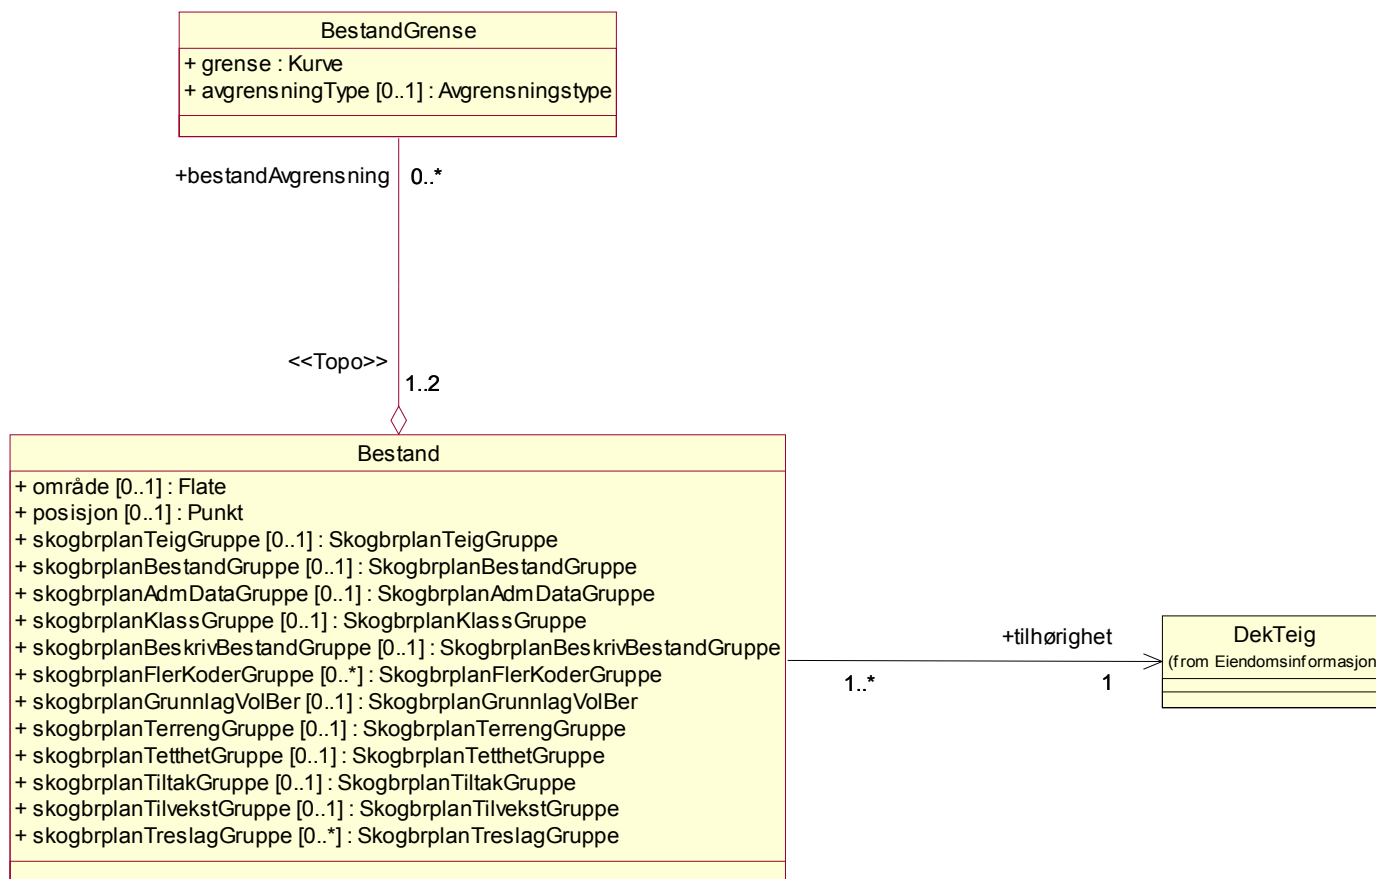 BestandGrense
+ grense : Kurve
+ avgrensningType [0..1] : Avgrensningstype
+bestandAvgrensning 0..*
<<Topo>>
1..2
Bestand
+ område [0..1] : Flate
+ posisjon [0..1] : Punkt
+ skogbrplanTeigGruppe [0..1] : SkogbrplanTeigGruppe
+ skogbrplanBestandGruppe [0..1] : SkogbrplanBestandGruppe
+ skogbrplanAdmDataGruppe [0..1] : SkogbrplanAdmDataGruppe
+ skogbrplanKlassGruppe [0..1] : SkogbrplanKlassGruppe
+ skogbrplanBeskrivBestandGruppe [0..1] : SkogbrplanBeskrivBestandGruppe
+ skogbrplanFlerKoderGruppe [0..*] : SkogbrplanFlerKoderGruppe
+ skogbrplanGrunnlagVolBer [0..1] : SkogbrplanGrunnlagVolBer
+ skogbrplanTerrengGruppe [0..1] : SkogbrplanTerrengGruppe
+ skogbrplanTetthetGruppe [0..1] : SkogbrplanTetthetGruppe
+ skogbrplanTiltakGruppe [0..1] : SkogbrplanTiltakGruppe
+ skogbrplanTilvekstGruppe [0..1] : SkogbrplanTilvekstGruppe
+ skogbrplanTreslagGruppe [0..*] : SkogbrplanTreslagGruppe
+tilhørighet
1..* 1
DekTeig
(from Eiendomsinformasjon